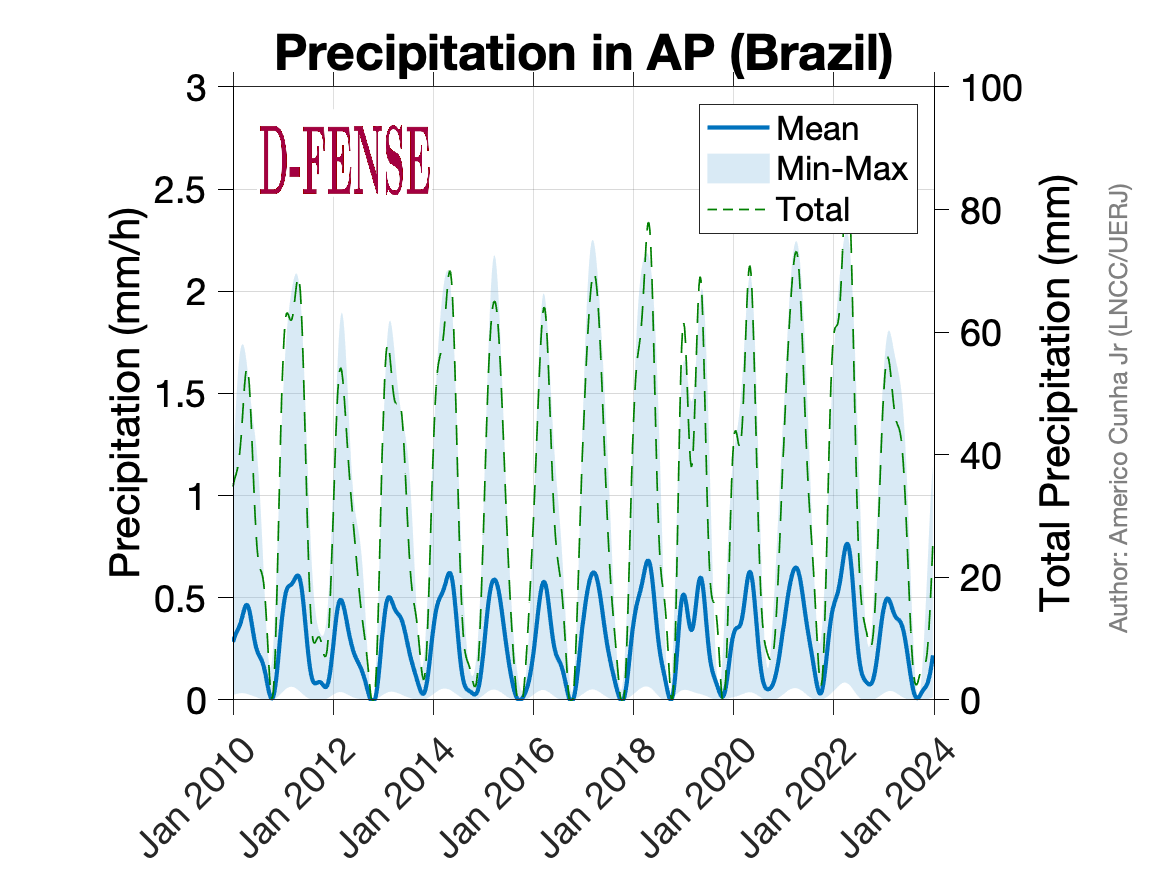 Precipitation in AP (Brazil)
D-FENSE
Mean
Min-Max
Total
Precipitation (mm/h)
3
2.5
2
1.5
1
0.5
0
100
80
60
40
20
0
Total Precipitation (mm)
Author: Americo Cunha Jr (LNCC/UERJ)
Jan 2010
Jan 2012
Jan 2014
Jan 2016
Jan 2018
Jan 2020
Jan 2022
Jan 2024